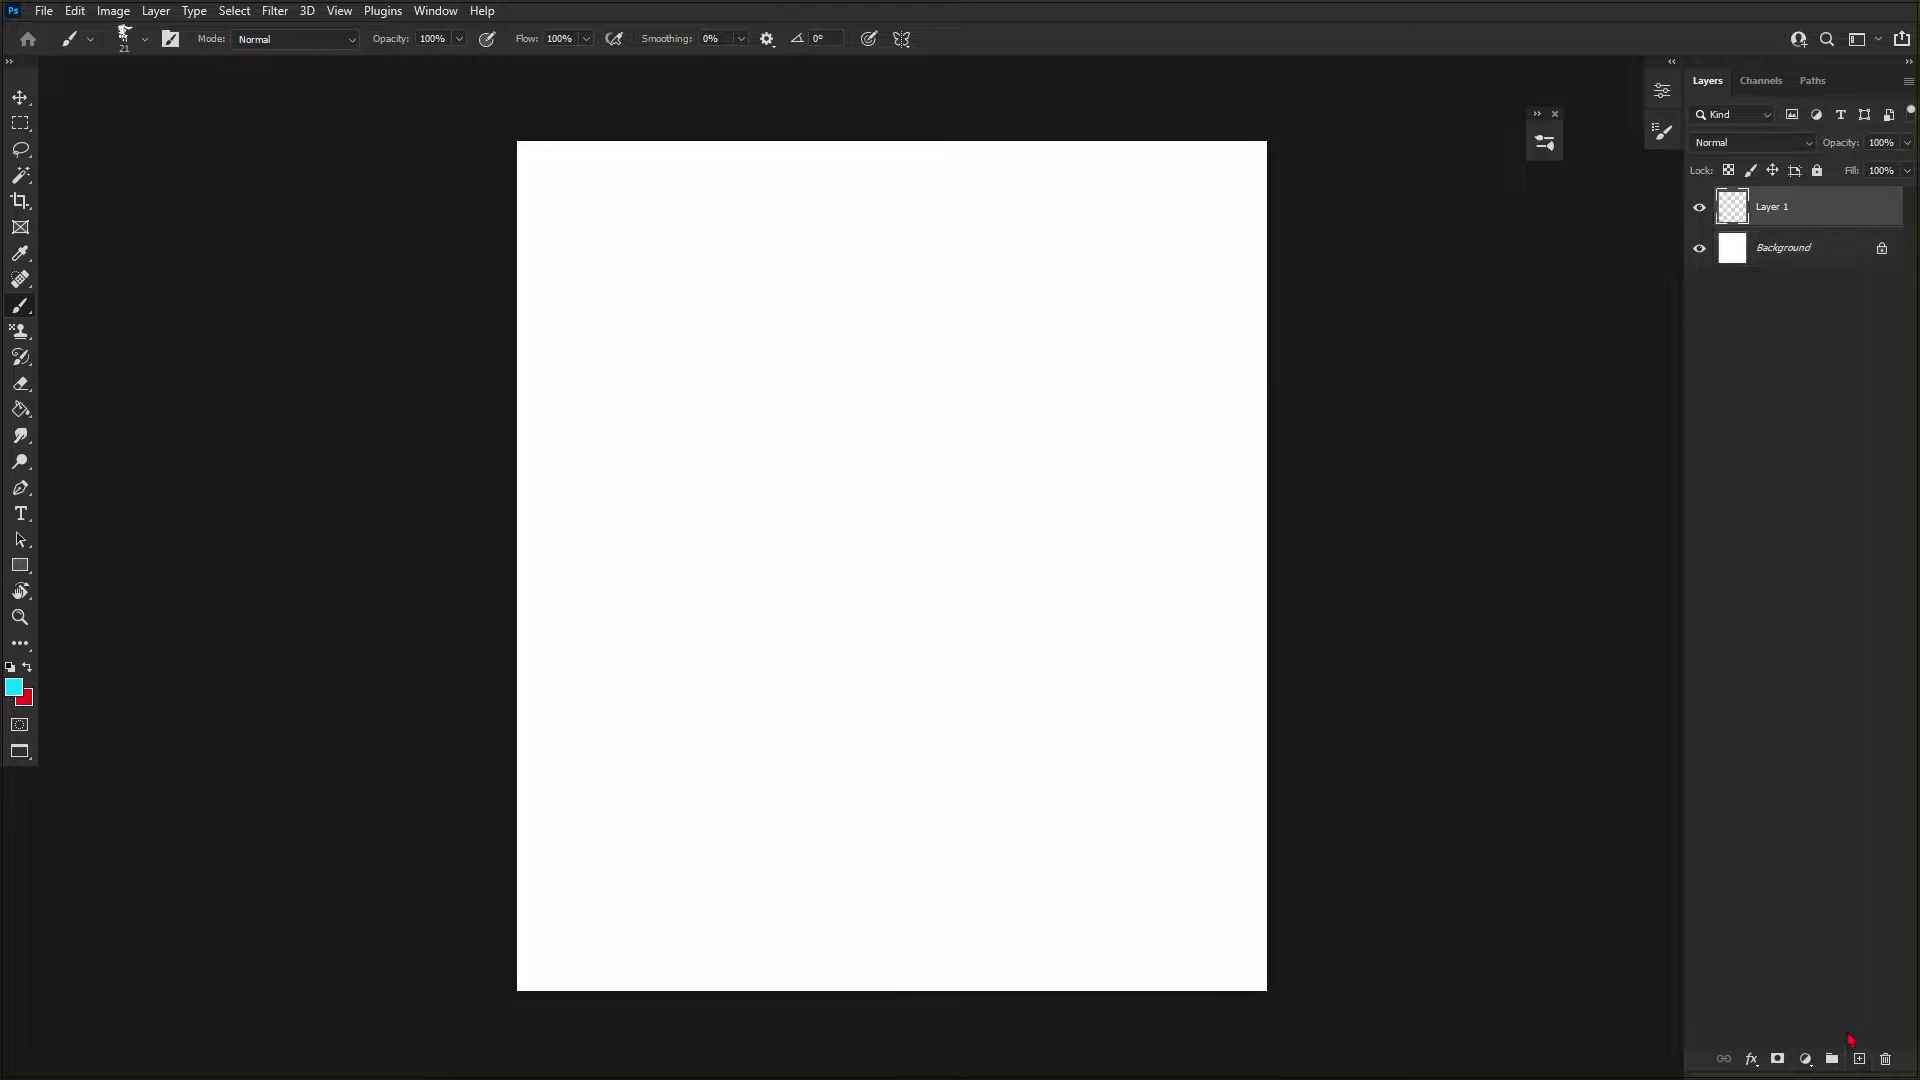 Ps File Edit Image Layer Type Select Filter 3D View Plugins Window Help
21 Mode: Normal Opacity: 100% Flow: 100% Smoothing: 0% 0°
Layers Channels Paths
Kind
Normal Opacity: 100%
Lock: Fill: 100%
Layer 1
Background
T
fx